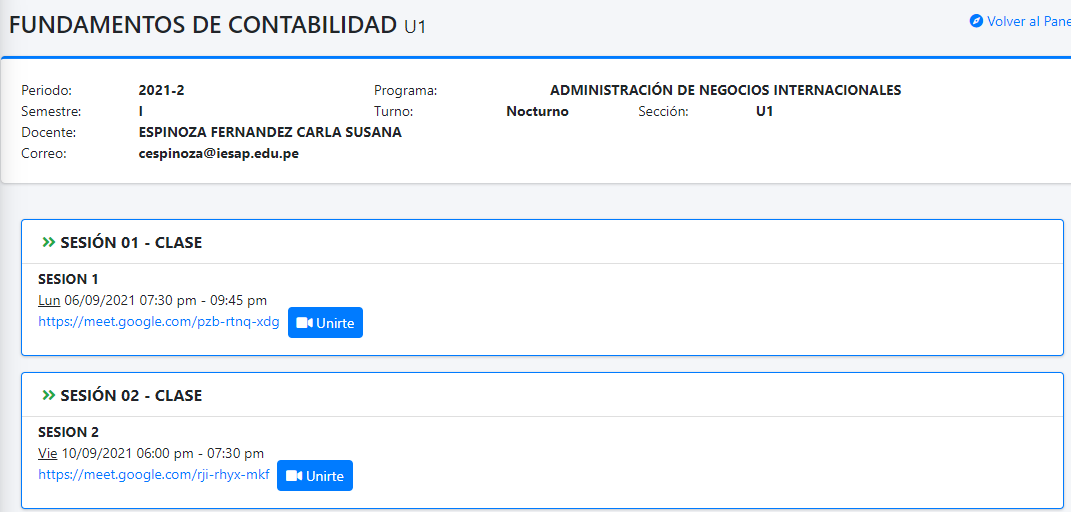 FUNDAMENTOS DE CONTABILIDAD U1
Volver al Pane
Periodo: 2021-2 Programa: ADMINISTRACIÓN DE NEGOCIOS INTERNACIONALES
Semestre: I Turno: Nocturno Sección: U1
Docente: ESPINOZA FERNANDEZ CARLA SUSANA
Correo: cespinoza@iesap.edu.pe
SESIÓN 01 - CLASE
SESION 1
Lun 06/09/2021 07:30 pm - 09:45 pm
https://meet.google.com/pzb-rtnq-xdg Unirte
SESIÓN 02 - CLASE
SESION 2
Vie 10/09/2021 06:00 pm - 07:30 pm
https://meet.google.com/rji-rhyx-mkf Unirte